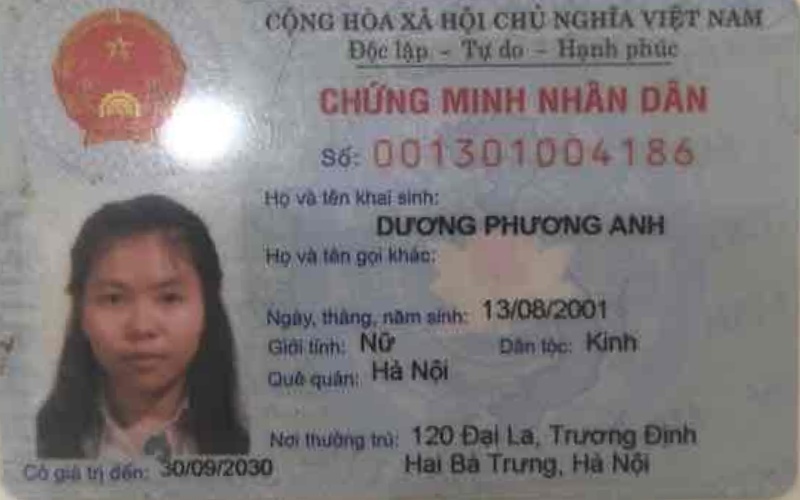 CỘNG HÒA XÃ HỘI CHỦ NGHĨA VIỆT NAM
Độc lập - Tự do - Hạnh phúc
CHỨNG MINH NHÂN DÂN
Số: 001301004186
Họ và tên khai sinh:
DƯƠNG PHƯƠNG ANH
Họ và tên gọi khác:
Ngày, tháng, năm sinh: 13/08/2001
Giới tính: Nữ Dân tộc: Kinh
Quê quán: Hà Nội
Nơi thường trú: 120 Đại La, Trương Định
Hai Bà Trưng, Hà Nội
Có giá trị đến: 30/09/2030